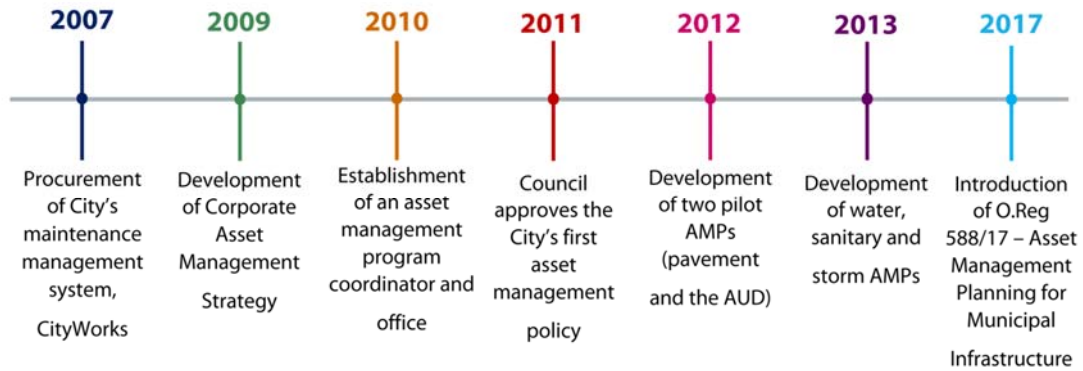 2007
Procurement
of City's
maintenance
management
system,
CityWorks
2009
Development
of Corporate
Asset
Management
Strategy
2010
Establishment
of an asset
management
program
coordinator and
office
2011
Council
approves the
City's first
asset
management
policy
2012
Development
of two pilot
AMPs
(pavement
and the AUD)
2013
Development
of water,
sanitary and
storm AMPs
2017
Introduction
of O.Reg
588/17 – Asset
Management
Planning for
Municipal
Infrastructure